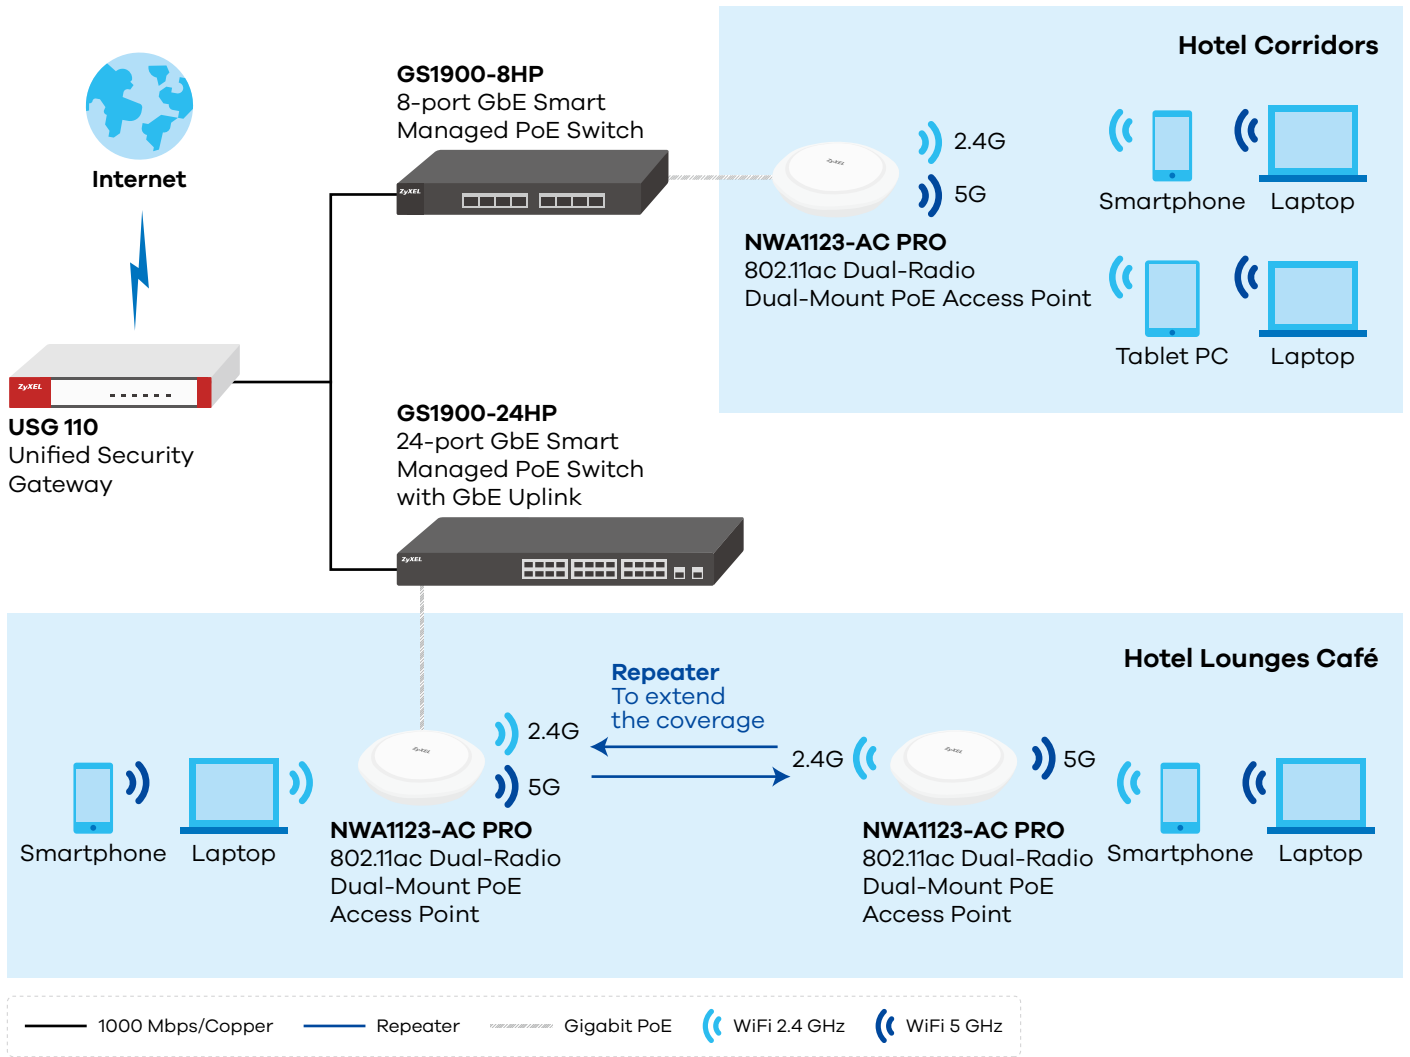 Hotel Corridors
Internet
GS1900-8HP
8-port GbE Smart
Managed PoE Switch
ZyXEL
ZyXEL
2.4G
5G
NWA1123-AC PRO
802.11ac Dual-Radio
Dual-Mount PoE Access Point
Smartphone
Laptop
Tablet PC
Laptop
ZyXEL
USG 110
Unified Security
Gateway
GS1900-24HP
24-port GbE Smart
Managed PoE Switch
with GbE Uplink
ZyXEL
Hotel Lounges Café
Repeater
To extend
the coverage
Smartphone
Laptop
ZyXEL
2.4G
5G
NWA1123-AC PRO
802.11ac Dual-Radio
Dual-Mount PoE
Access Point
2.4G
ZyXEL
5G
NWA1123-AC PRO
802.11ac Dual-Radio
Dual-Mount PoE
Access Point
Smartphone
Laptop
1000 Mbps/Copper
Repeater
Gigabit PoE
WiFi 2.4 GHz
WiFi 5 GHz